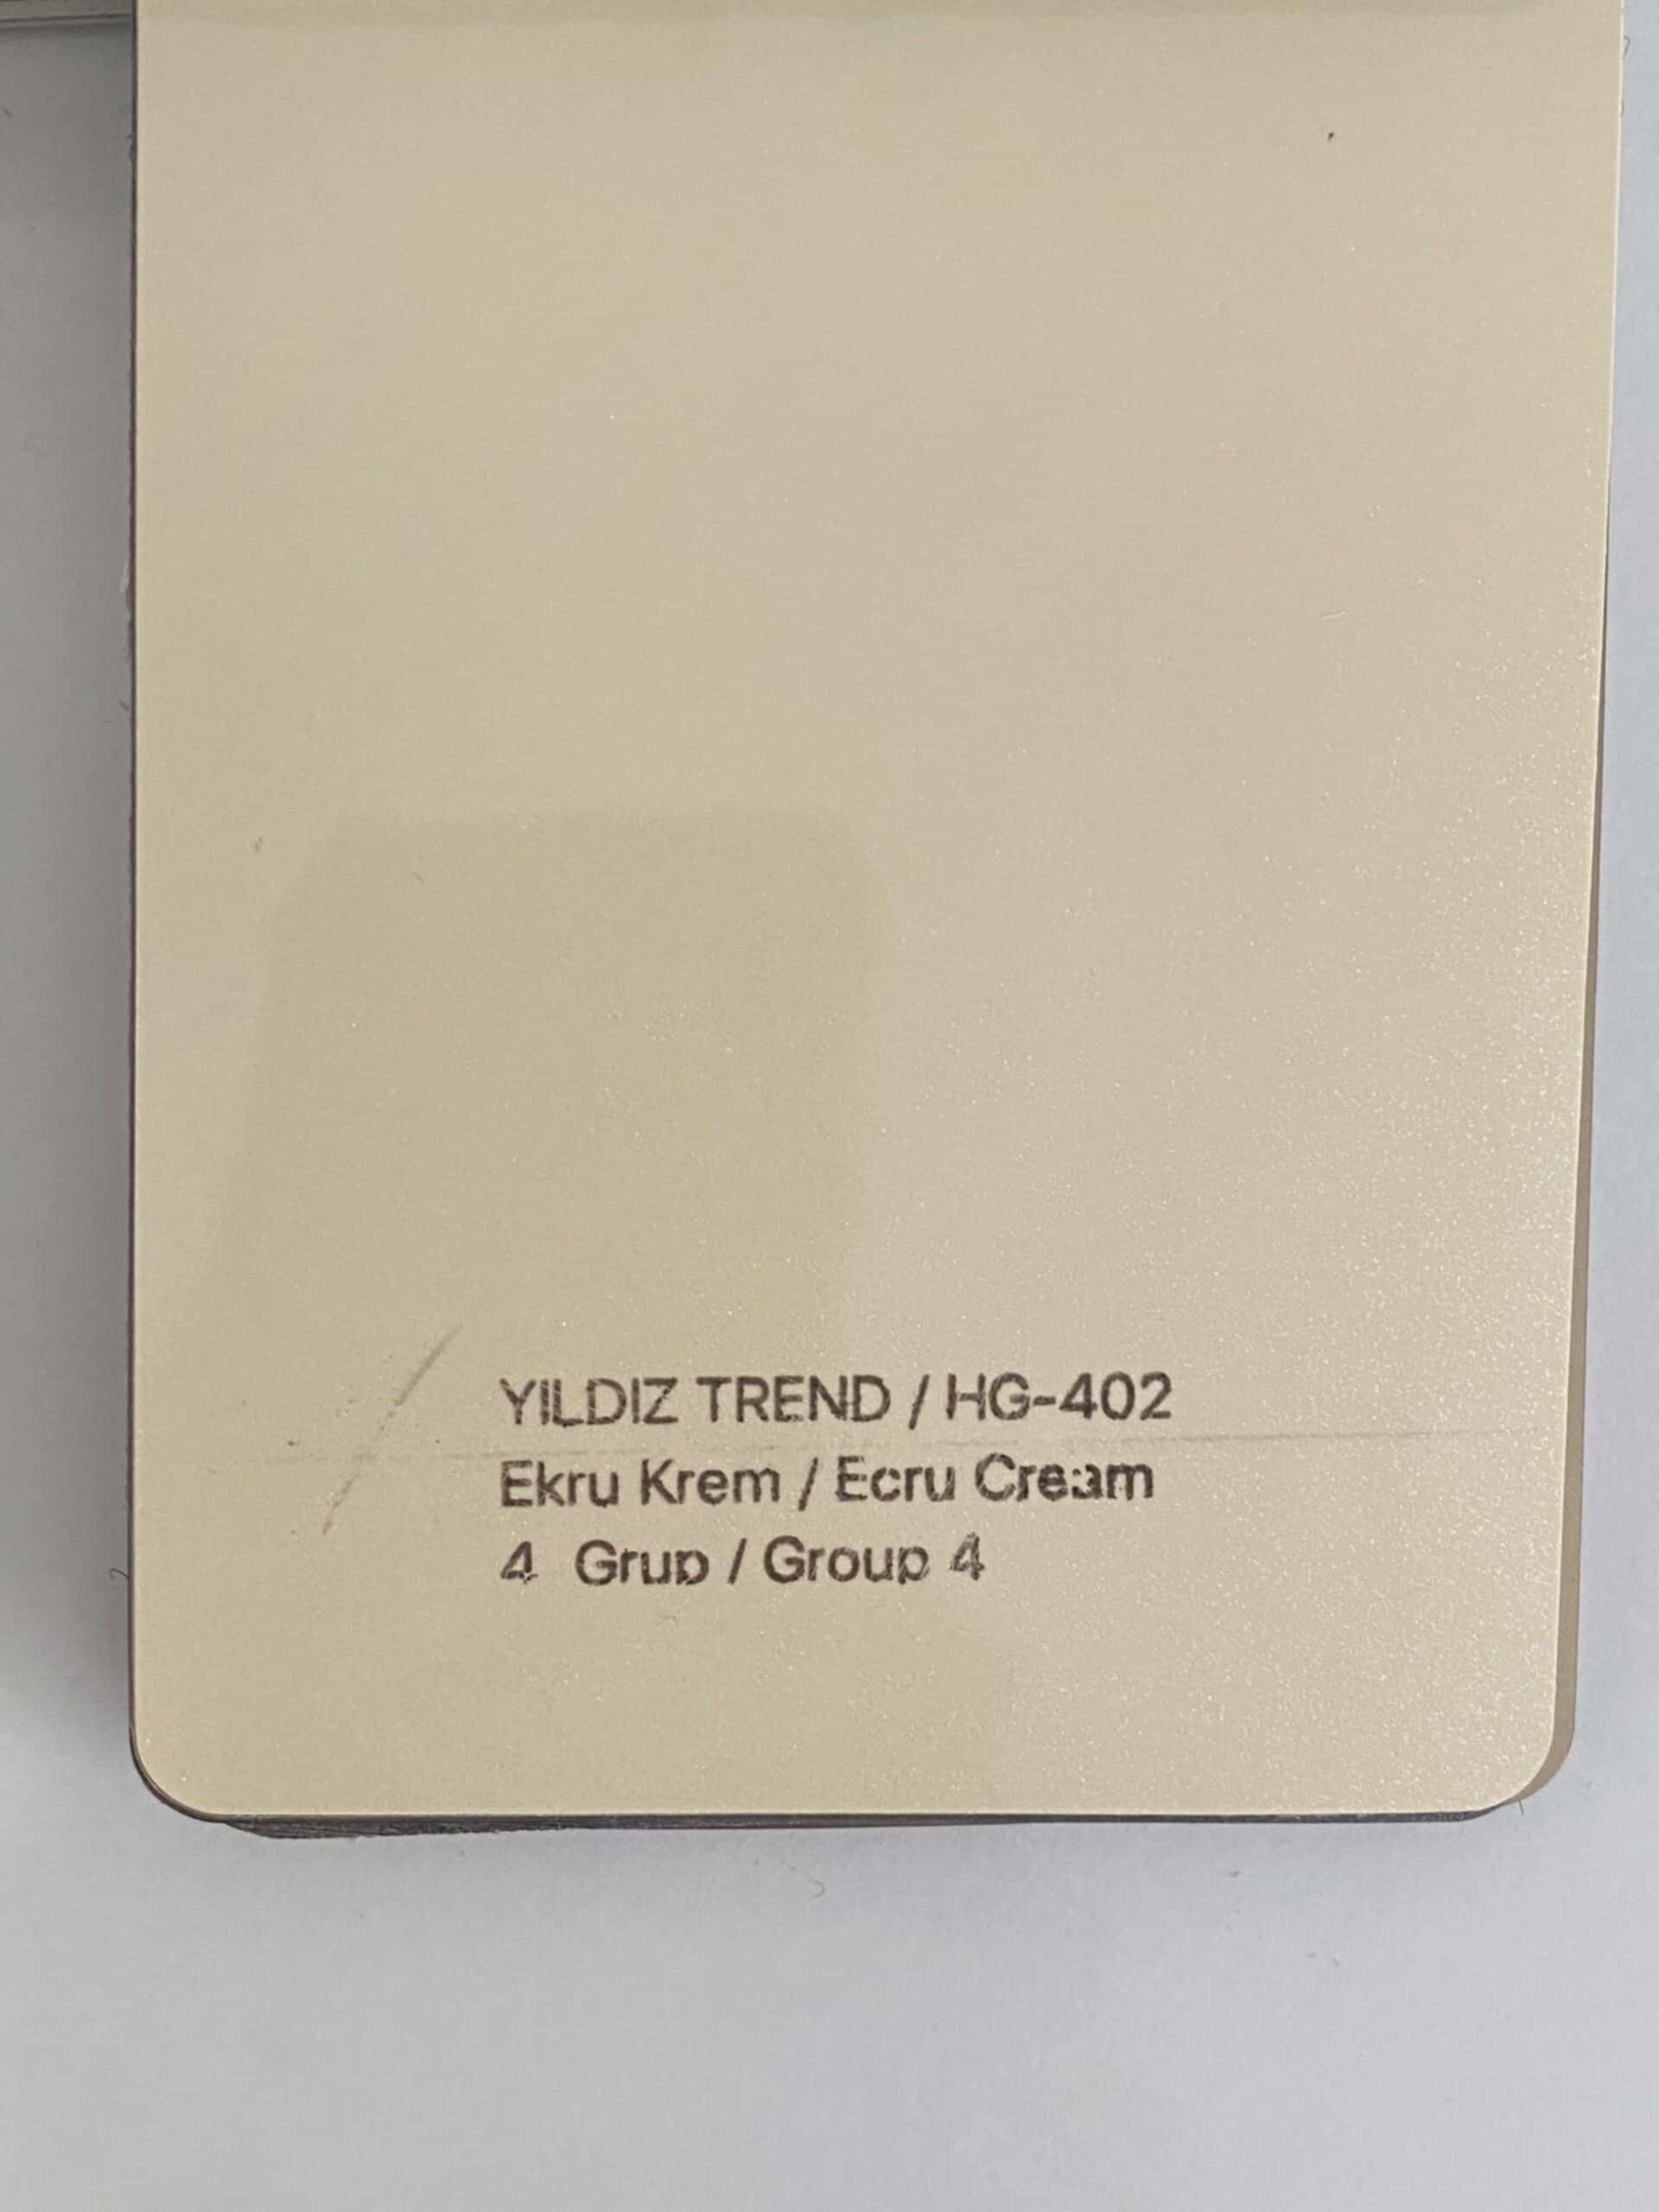 YILDIZ TREND / HG-402
Ekru Krem / Ecru Cream
4 Grup / Group 4